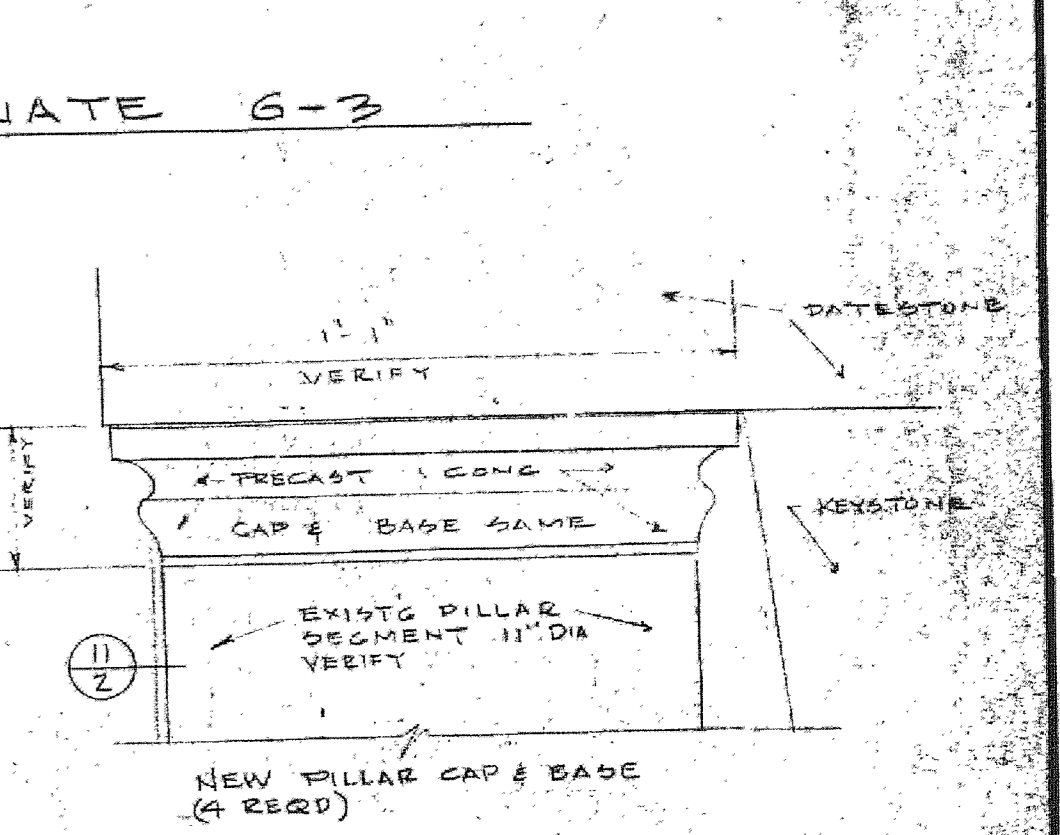 NATE G-3
1'-1"
VERIFY
DATESTONE
VERIFY
PRECAST CONC
CAP & BASE SAME
KEYSTONE
EXISTG PILLAR
SEGMENT 11" DIA
VERIFY
11
2
NEW PILLAR CAP & BASE
(4 REQD)